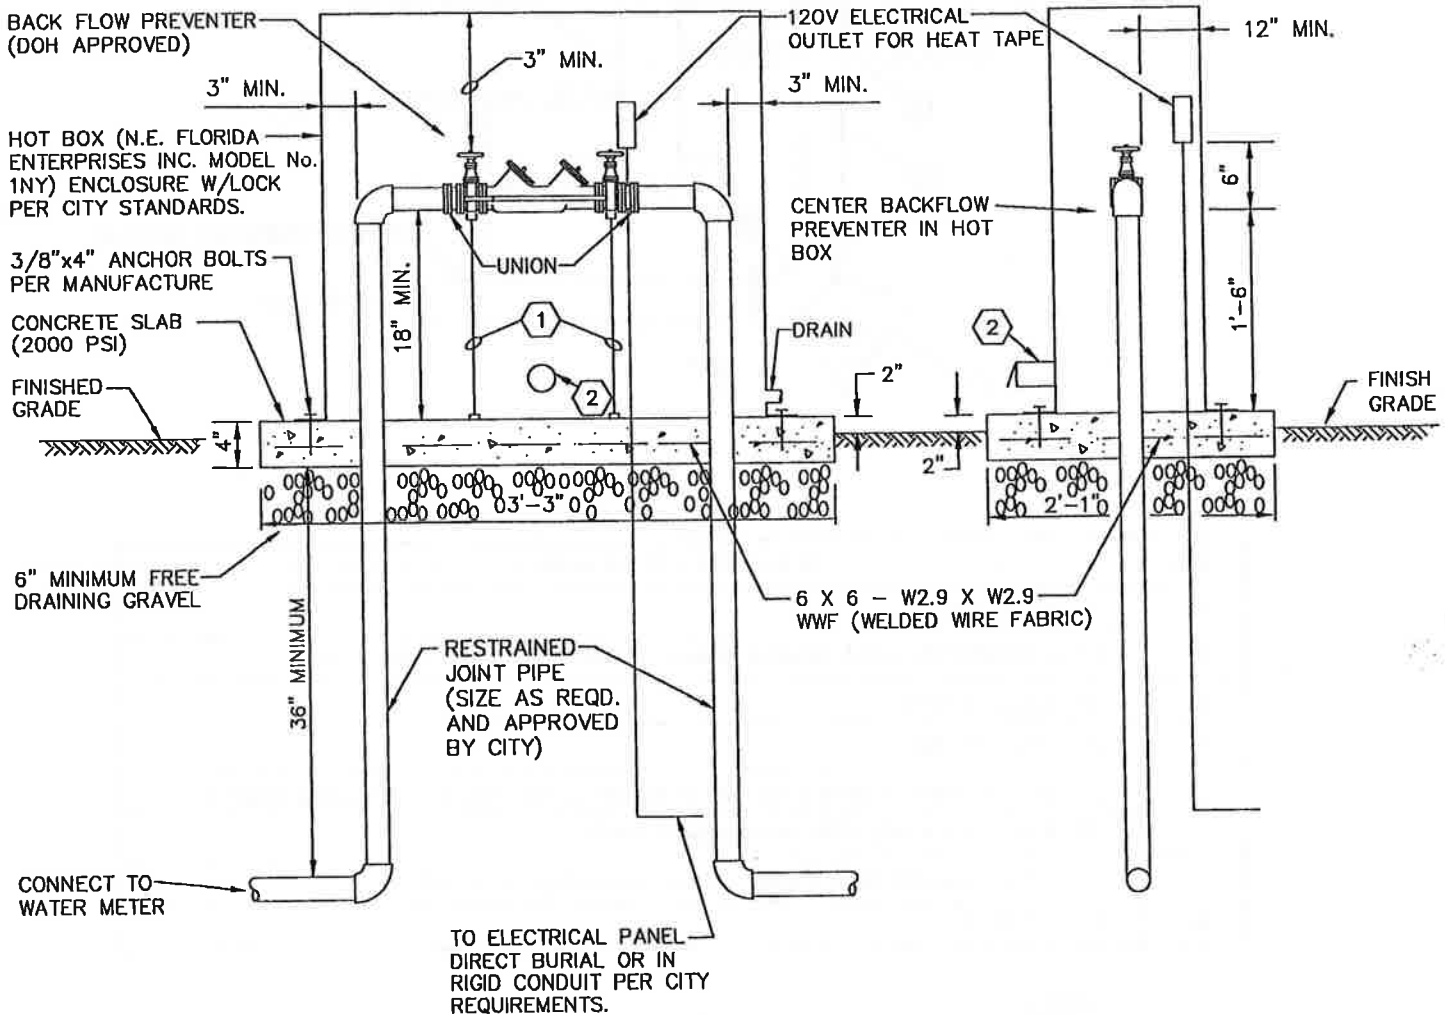 BACK FLOW PREVENTER
(DOH APPROVED)
120V ELECTRICAL
OUTLET FOR HEAT TAPE
12" MIN.
3" MIN.
3" MIN.
3" MIN.
HOT BOX (N.E. FLORIDA
ENTERPRISES INC. MODEL No.
1NY) ENCLOSURE W/LOCK
PER CITY STANDARDS.
6"
CENTER BACKFLOW
PREVENTER IN HOT
BOX
3/8"x4" ANCHOR BOLTS
PER MANUFACTURE
UNION
18" MIN.
1'-6"
CONCRETE SLAB
(2000 PSI)
1
2
DRAIN
2
FINISHED
GRADE
2"
FINISH
GRADE
4"
2"
3'-3"
2'-1"
6" MINIMUM FREE
DRAINING GRAVEL
6 X 6 - W2.9 X W2.9
WWF (WELDED WIRE FABRIC)
36" MINIMUM
RESTRAINED
JOINT PIPE
(SIZE AS REQD.
AND APPROVED
BY CITY)
CONNECT TO
WATER METER
TO ELECTRICAL PANEL
DIRECT BURIAL OR IN
RIGID CONDUIT PER CITY
REQUIREMENTS.